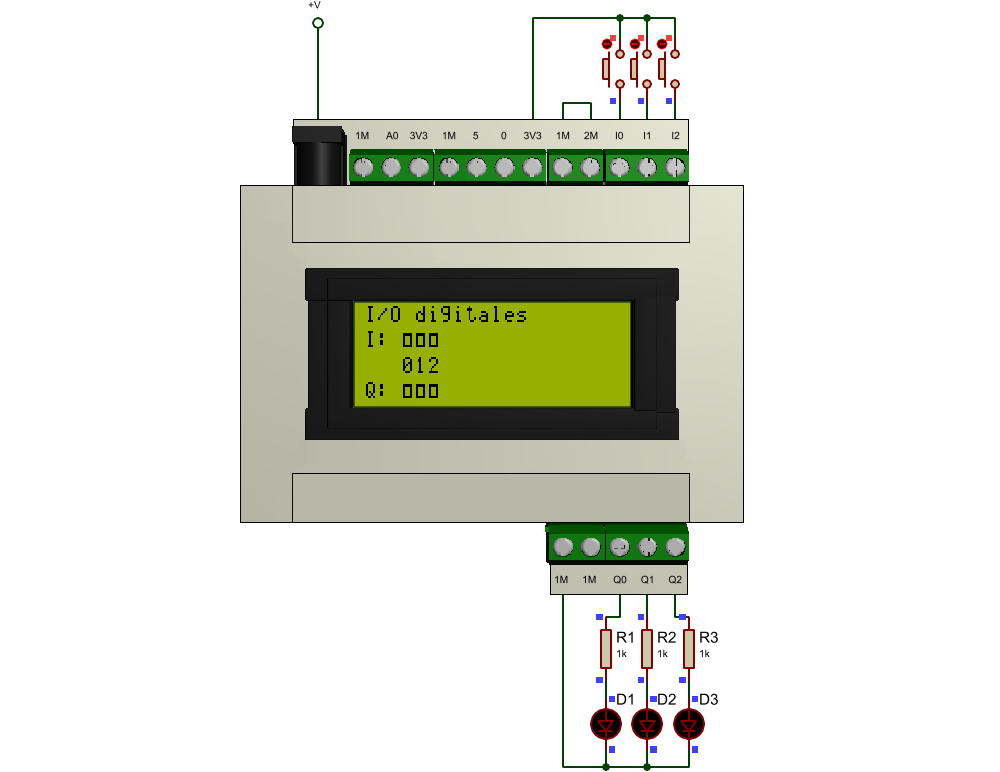 +V
1M A0 3V3 1M 5 0 3V3 1M 2M I0 I1 I2
I/O digitales
I: ▯▯▯
012
Q: ▯▯▯
1M 1M Q0 Q1 Q2
R1 R2 R3
1k 1k 1k
D1 D2 D3